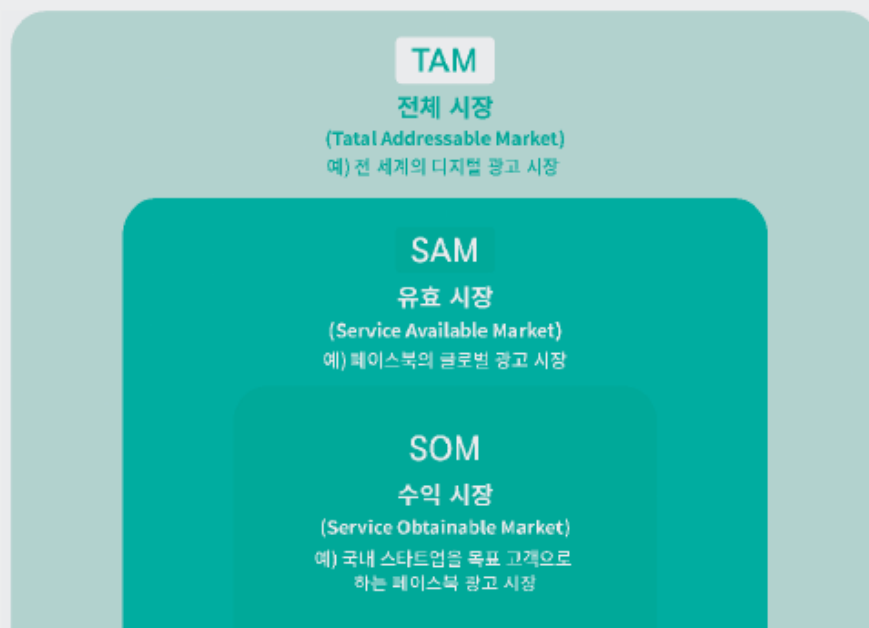 TAM
전체 시장
(Tatal Addressable Market)
예) 전 세계의 디지털 광고 시장
SAM
유효 시장
(Service Available Market)
예) 페이스북의 글로벌 광고 시장
SOM
수익 시장
(Service Obtainable Market)
예) 국내 스타트업을 목표 고객으로
하는 페이스북 광고 시장